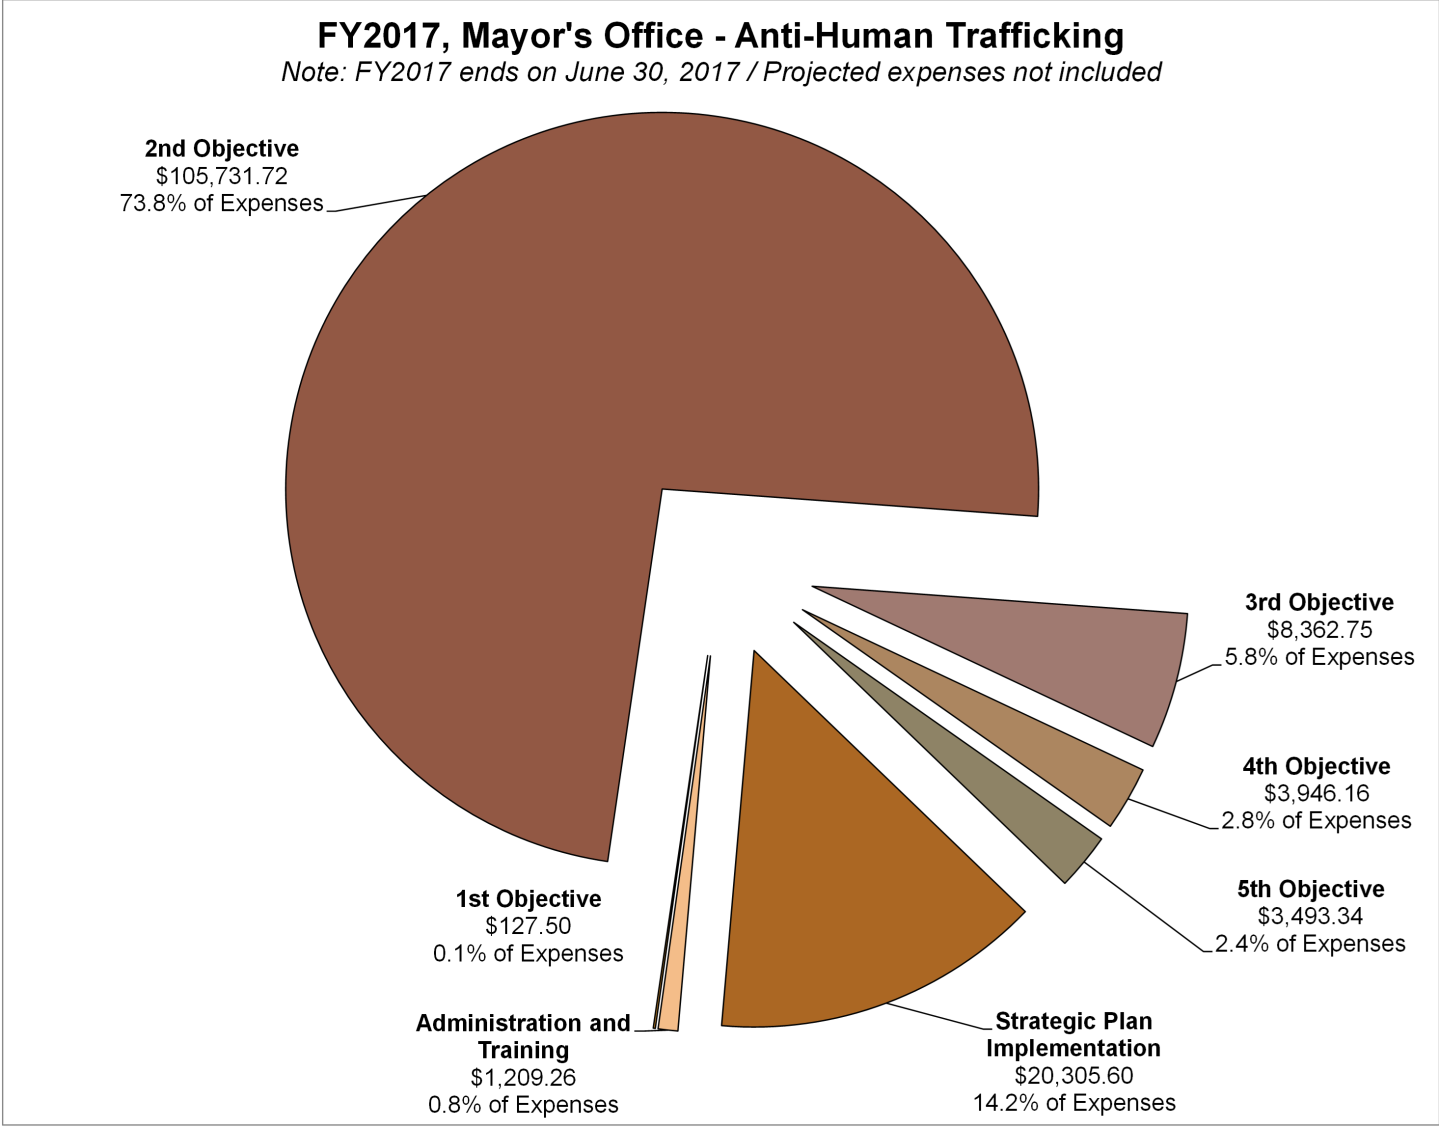 FY2017, Mayor's Office - Anti-Human Trafficking
Note: FY2017 ends on June 30, 2017 / Projected expenses not included
2nd Objective
$105,731.72
73.8% of Expenses
3rd Objective
$8,362.75
5.8% of Expenses
4th Objective
$3,946.16
2.8% of Expenses
5th Objective
$3,493.34
2.4% of Expenses
Strategic Plan
Implementation
$20,305.60
14.2% of Expenses
1st Objective
$127.50
0.1% of Expenses
Administration and
Training
$1,209.26
0.8% of Expenses